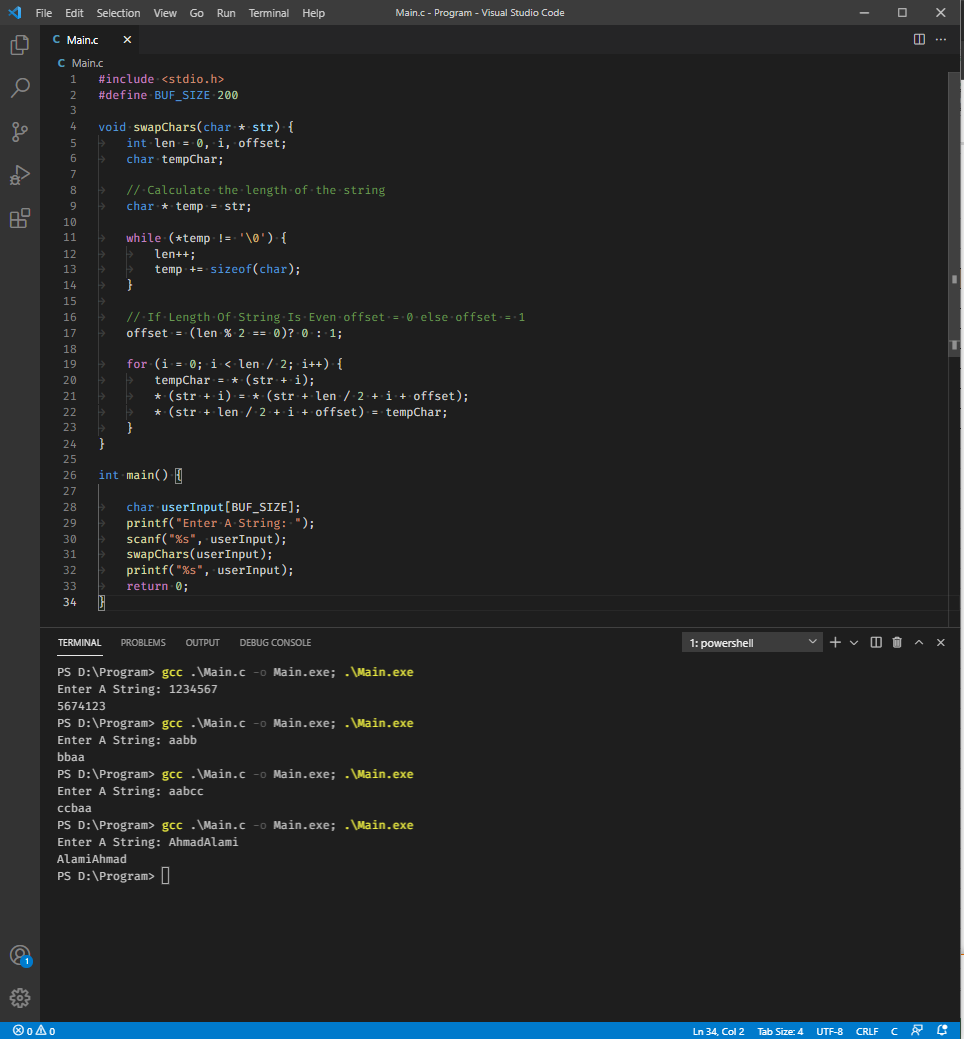 File Edit Selection View Go Run Terminal Help Main.c - Program - Visual Studio Code
C Main.c
C Main.c
1 #include <stdio.h>
2 #define BUF_SIZE 200
3
4 void swapChars(char * str) {
5 int len = 0, i, offset;
6 char tempChar;
7
8 // Calculate the length of the string
9 char * temp = str;
10
11 while (*temp != '\0') {
12 len++;
13 temp += sizeof(char);
14 }
15
16 // If Length Of String Is Even offset = 0 else offset = 1
17 offset = (len % 2 == 0)? 0 : 1;
18
19 for (i = 0; i < len / 2; i++) {
20 tempChar = * (str + i);
21 * (str + i) = * (str + len / 2 + i + offset);
22 * (str + len / 2 + i + offset) = tempChar;
23 }
24 }
25
26 int main() {
27
28 char userInput[BUF_SIZE];
29 printf("Enter A String: ");
30 scanf("%s", userInput);
31 swapChars(userInput);
32 printf("%s", userInput);
33 return 0;
34 }
TERMINAL PROBLEMS OUTPUT DEBUG CONSOLE 1: powershell
PS D:\Program> gcc .\Main.c -o Main.exe; .\Main.exe
Enter A String: 1234567
5674123
PS D:\Program> gcc .\Main.c -o Main.exe; .\Main.exe
Enter A String: aabb
bbaa
PS D:\Program> gcc .\Main.c -o Main.exe; .\Main.exe
Enter A String: aabcc
ccbaa
PS D:\Program> gcc .\Main.c -o Main.exe; .\Main.exe
Enter A String: AhmadAlami
AlamiAhmad
PS D:\Program>
1
0 0 Ln 34, Col 2 Tab Size: 4 UTF-8 CRLF C